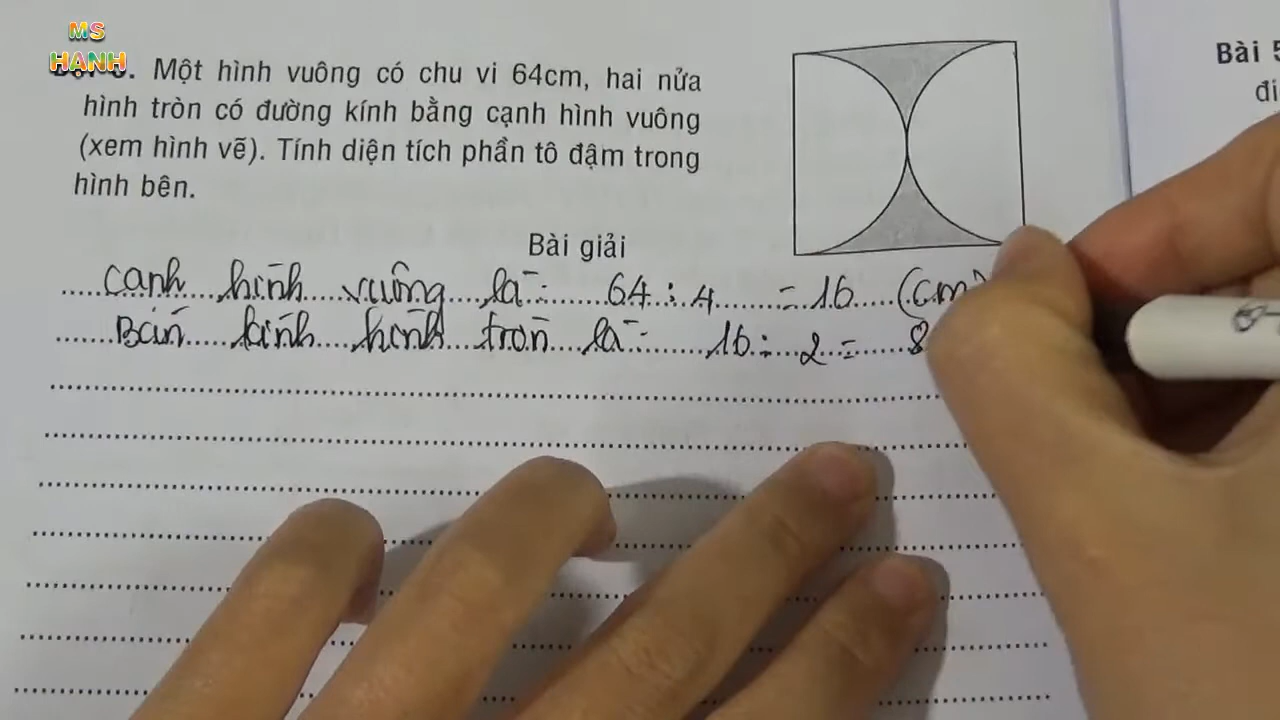 MS
HẠNH
Một hình vuông có chu vi 64cm, hai nửa
hình tròn có đường kính bằng cạnh hình vuông
(xem hình vẽ). Tính diện tích phần tô đậm trong
hình bên.
Bài giải
Cạnh hình vuông là: 64 : 4 = 16 (cm)
Bán kính hình tròn là: 16 : 2 = 8
Bài 5